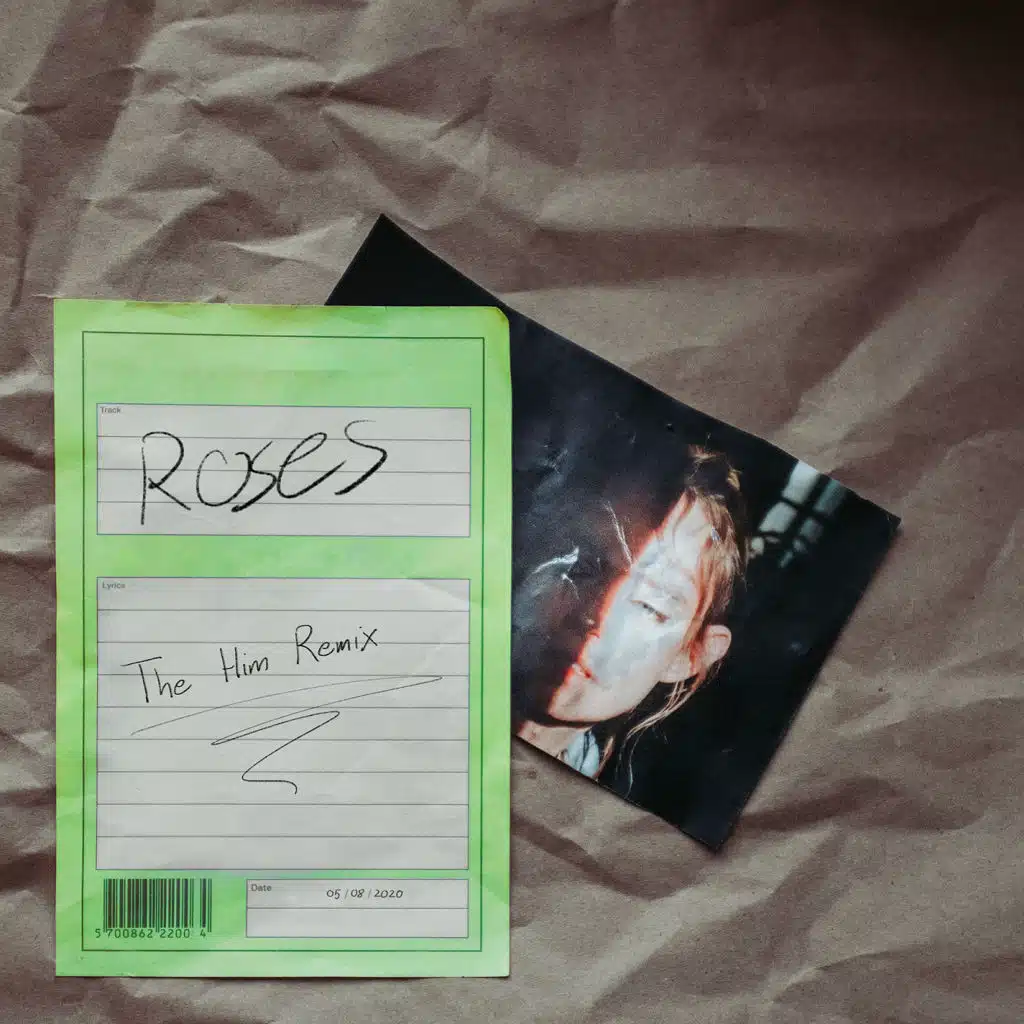 Track
Roses
Lyrics
The Him Remix
Date
05/08/2020
5 700862 2200 4